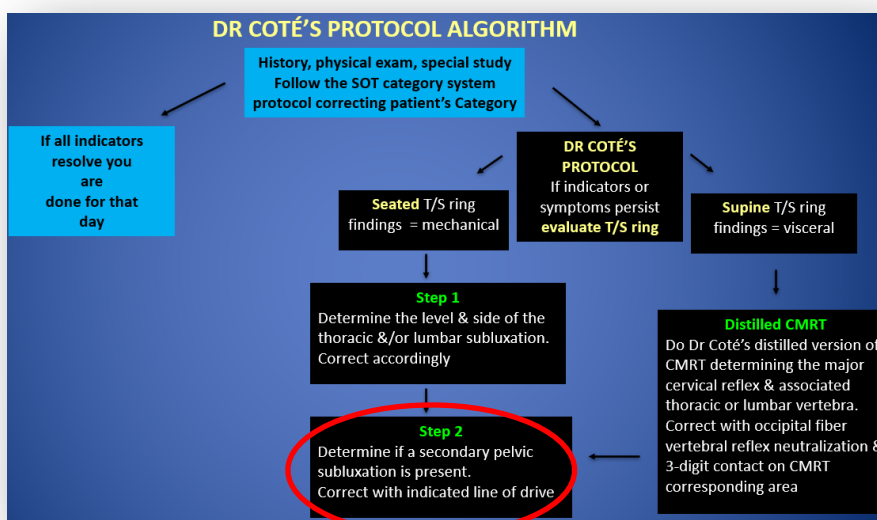 DR COTÉ'S PROTOCOL ALGORITHM
History, physical exam, special study
Follow the SOT category system
protocol correcting patient's Category
If all indicators
resolve you
are
done for that
day
DR COTÉ'S
PROTOCOL
If indicators or
symptoms persist
evaluate T/S ring
Seated T/S ring
findings = mechanical
Supine T/S ring
findings = visceral
Step 1
Determine the level & side of the
thoracic &/or lumbar subluxation.
Correct accordingly
Step 2
Determine if a secondary pelvic
subluxation is present.
Correct with indicated line of drive
Distilled CMRT
Do Dr Coté's distilled version of
CMRT determining the major
cervical reflex & associated
thoracic or lumbar vertebra.
Correct with occipital fiber
vertebral reflex neutralization &
3-digit contact on CMRT
corresponding area